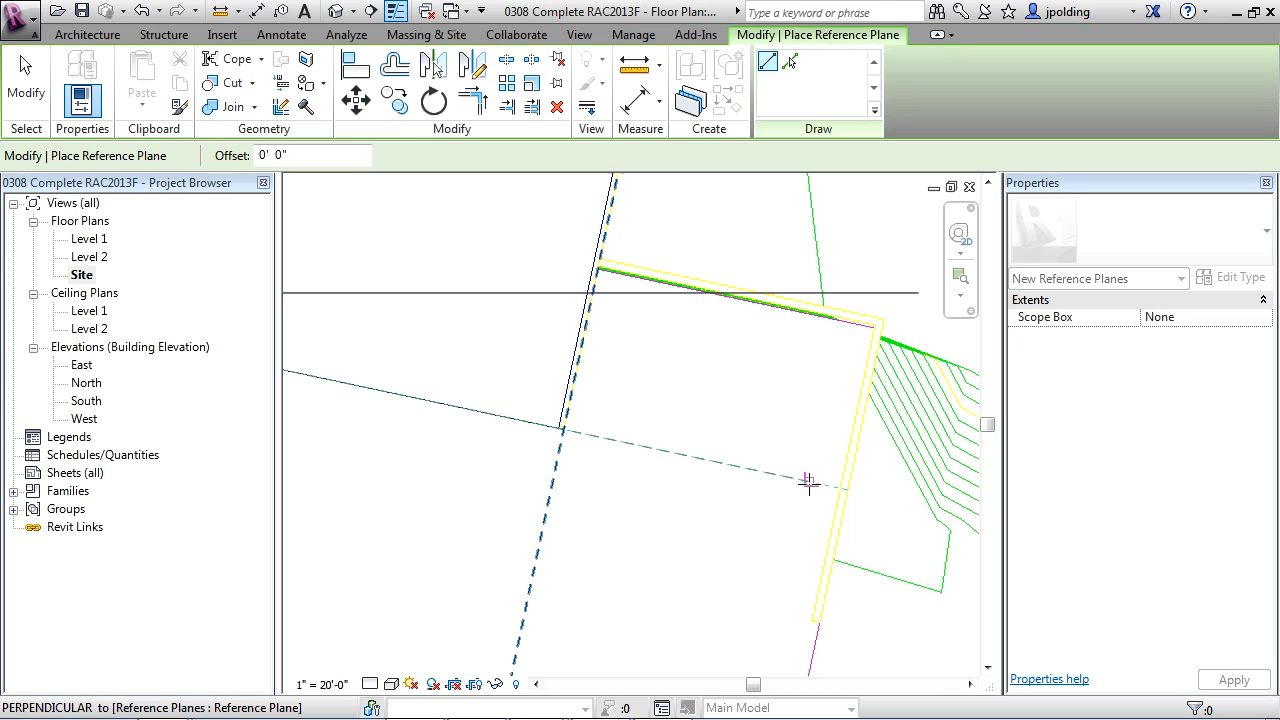 0308 Complete RAC2013F - Floor Plan:...
Type a keyword or phrase
jpolding
Architecture Structure Insert Annotate Analyze Massing & Site Collaborate View Manage Add-Ins Modify | Place Reference Plane
Modify
Paste
Cope
Cut
Join
Select Properties Clipboard Geometry Modify View Measure Create Draw
Modify | Place Reference Plane Offset: 0' 0"
0308 Complete RAC2013F - Project Browser
Views (all)
Floor Plans
Level 1
Level 2
Site
Ceiling Plans
Level 1
Level 2
Elevations (Building Elevation)
East
North
South
West
Legends
Schedules/Quantities
Sheets (all)
Families
Groups
Revit Links
2D
Properties
New Reference Planes Edit Type
Extents
Scope Box None
Properties help Apply
1" = 20'-0"
PERPENDICULAR to [Reference Planes : Reference Plane] :0 Main Model :0